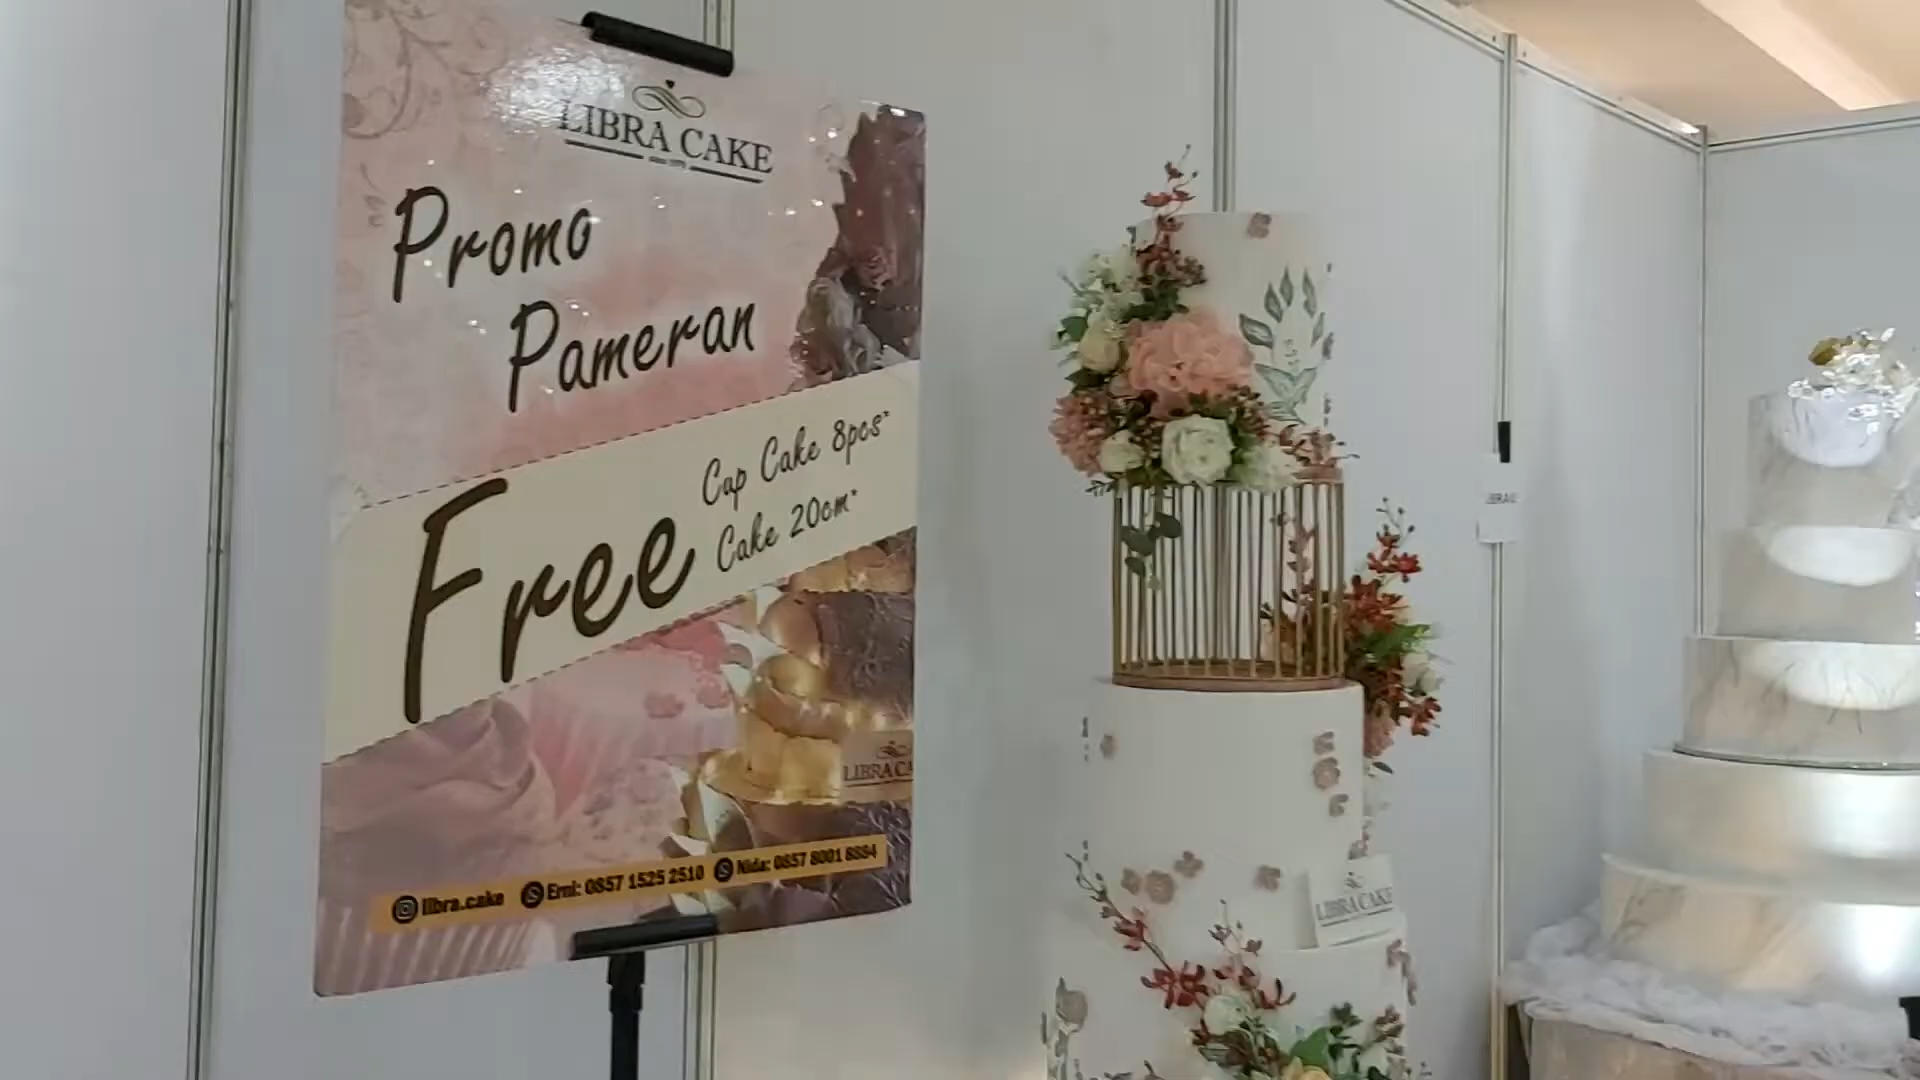 LIBRA CAKE
Promo
Pameran
Free
Cup Cake 8pcs*
Cake 20cm*
LIBRA CA
libra.cake Erni: 0857 1525 2510 Nida: 0857 8001 8884
LIBRA CAKE